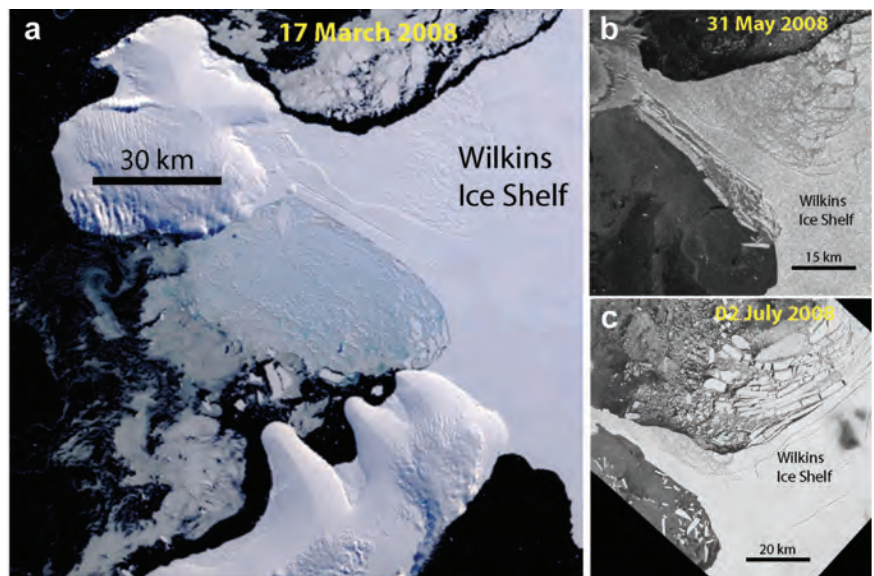 a
17 March 2008
30 km
Wilkins
Ice Shelf
b
31 May 2008
Wilkins
Ice Shelf
15 km
c
02 July 2008
Wilkins
Ice Shelf
20 km